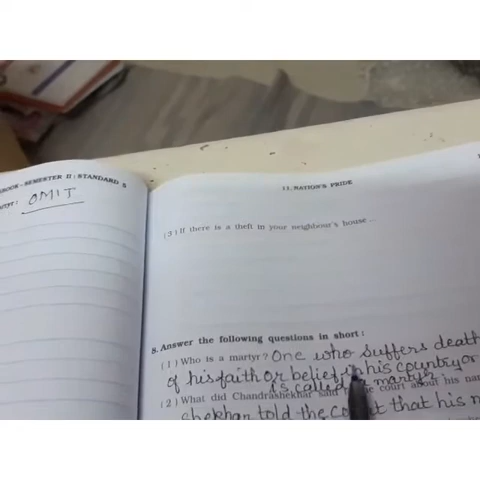 BOOK - SEMESTER II : STANDARD 5
OMIT
11. NATION'S PRIDE
(3) If there is a theft in your neighbour's house ..
8. Answer the following questions in short :
(1) Who is a martyr? One who suffers death
of his faith or belief in his country or
is called a martyr
(2) What did Chandrashekhar said the court about his
shekhar told the court that his